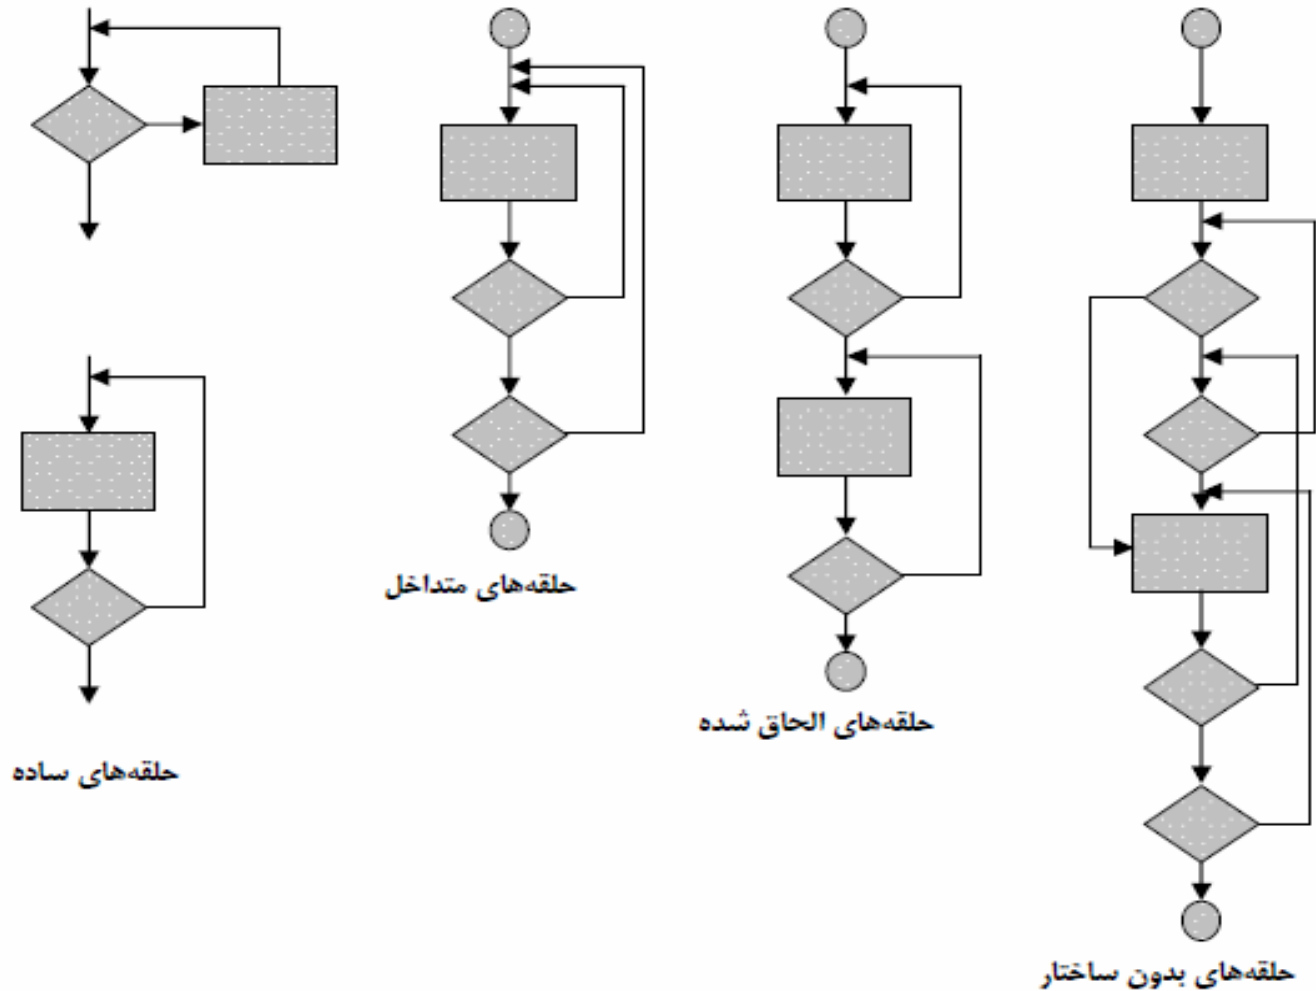 حلقه‌های متداخل
حلقه‌های الحاق شده
حلقه‌های ساده
حلقه‌های بدون ساختار